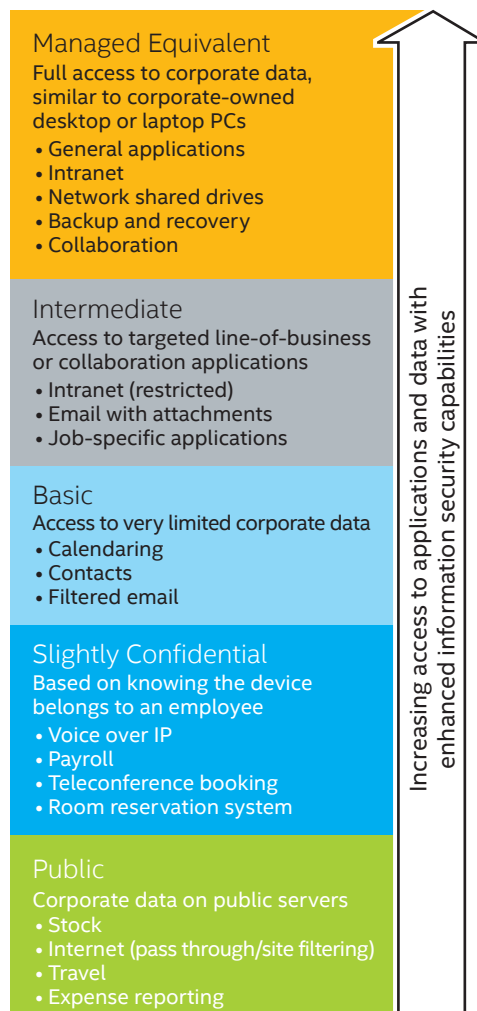 Managed Equivalent
Full access to corporate data,
similar to corporate-owned
desktop or laptop PCs
• General applications
• Intranet
• Network shared drives
• Backup and recovery
• Collaboration
Intermediate
Access to targeted line-of-business
or collaboration applications
• Intranet (restricted)
• Email with attachments
• Job-specific applications
Basic
Access to very limited corporate data
• Calendaring
• Contacts
• Filtered email
Slightly Confidential
Based on knowing the device
belongs to an employee
• Voice over IP
• Payroll
• Teleconference booking
• Room reservation system
Public
Corporate data on public servers
• Stock
• Internet (pass through/site filtering)
• Travel
• Expense reporting
Increasing access to applications and data with
enhanced information security capabilities